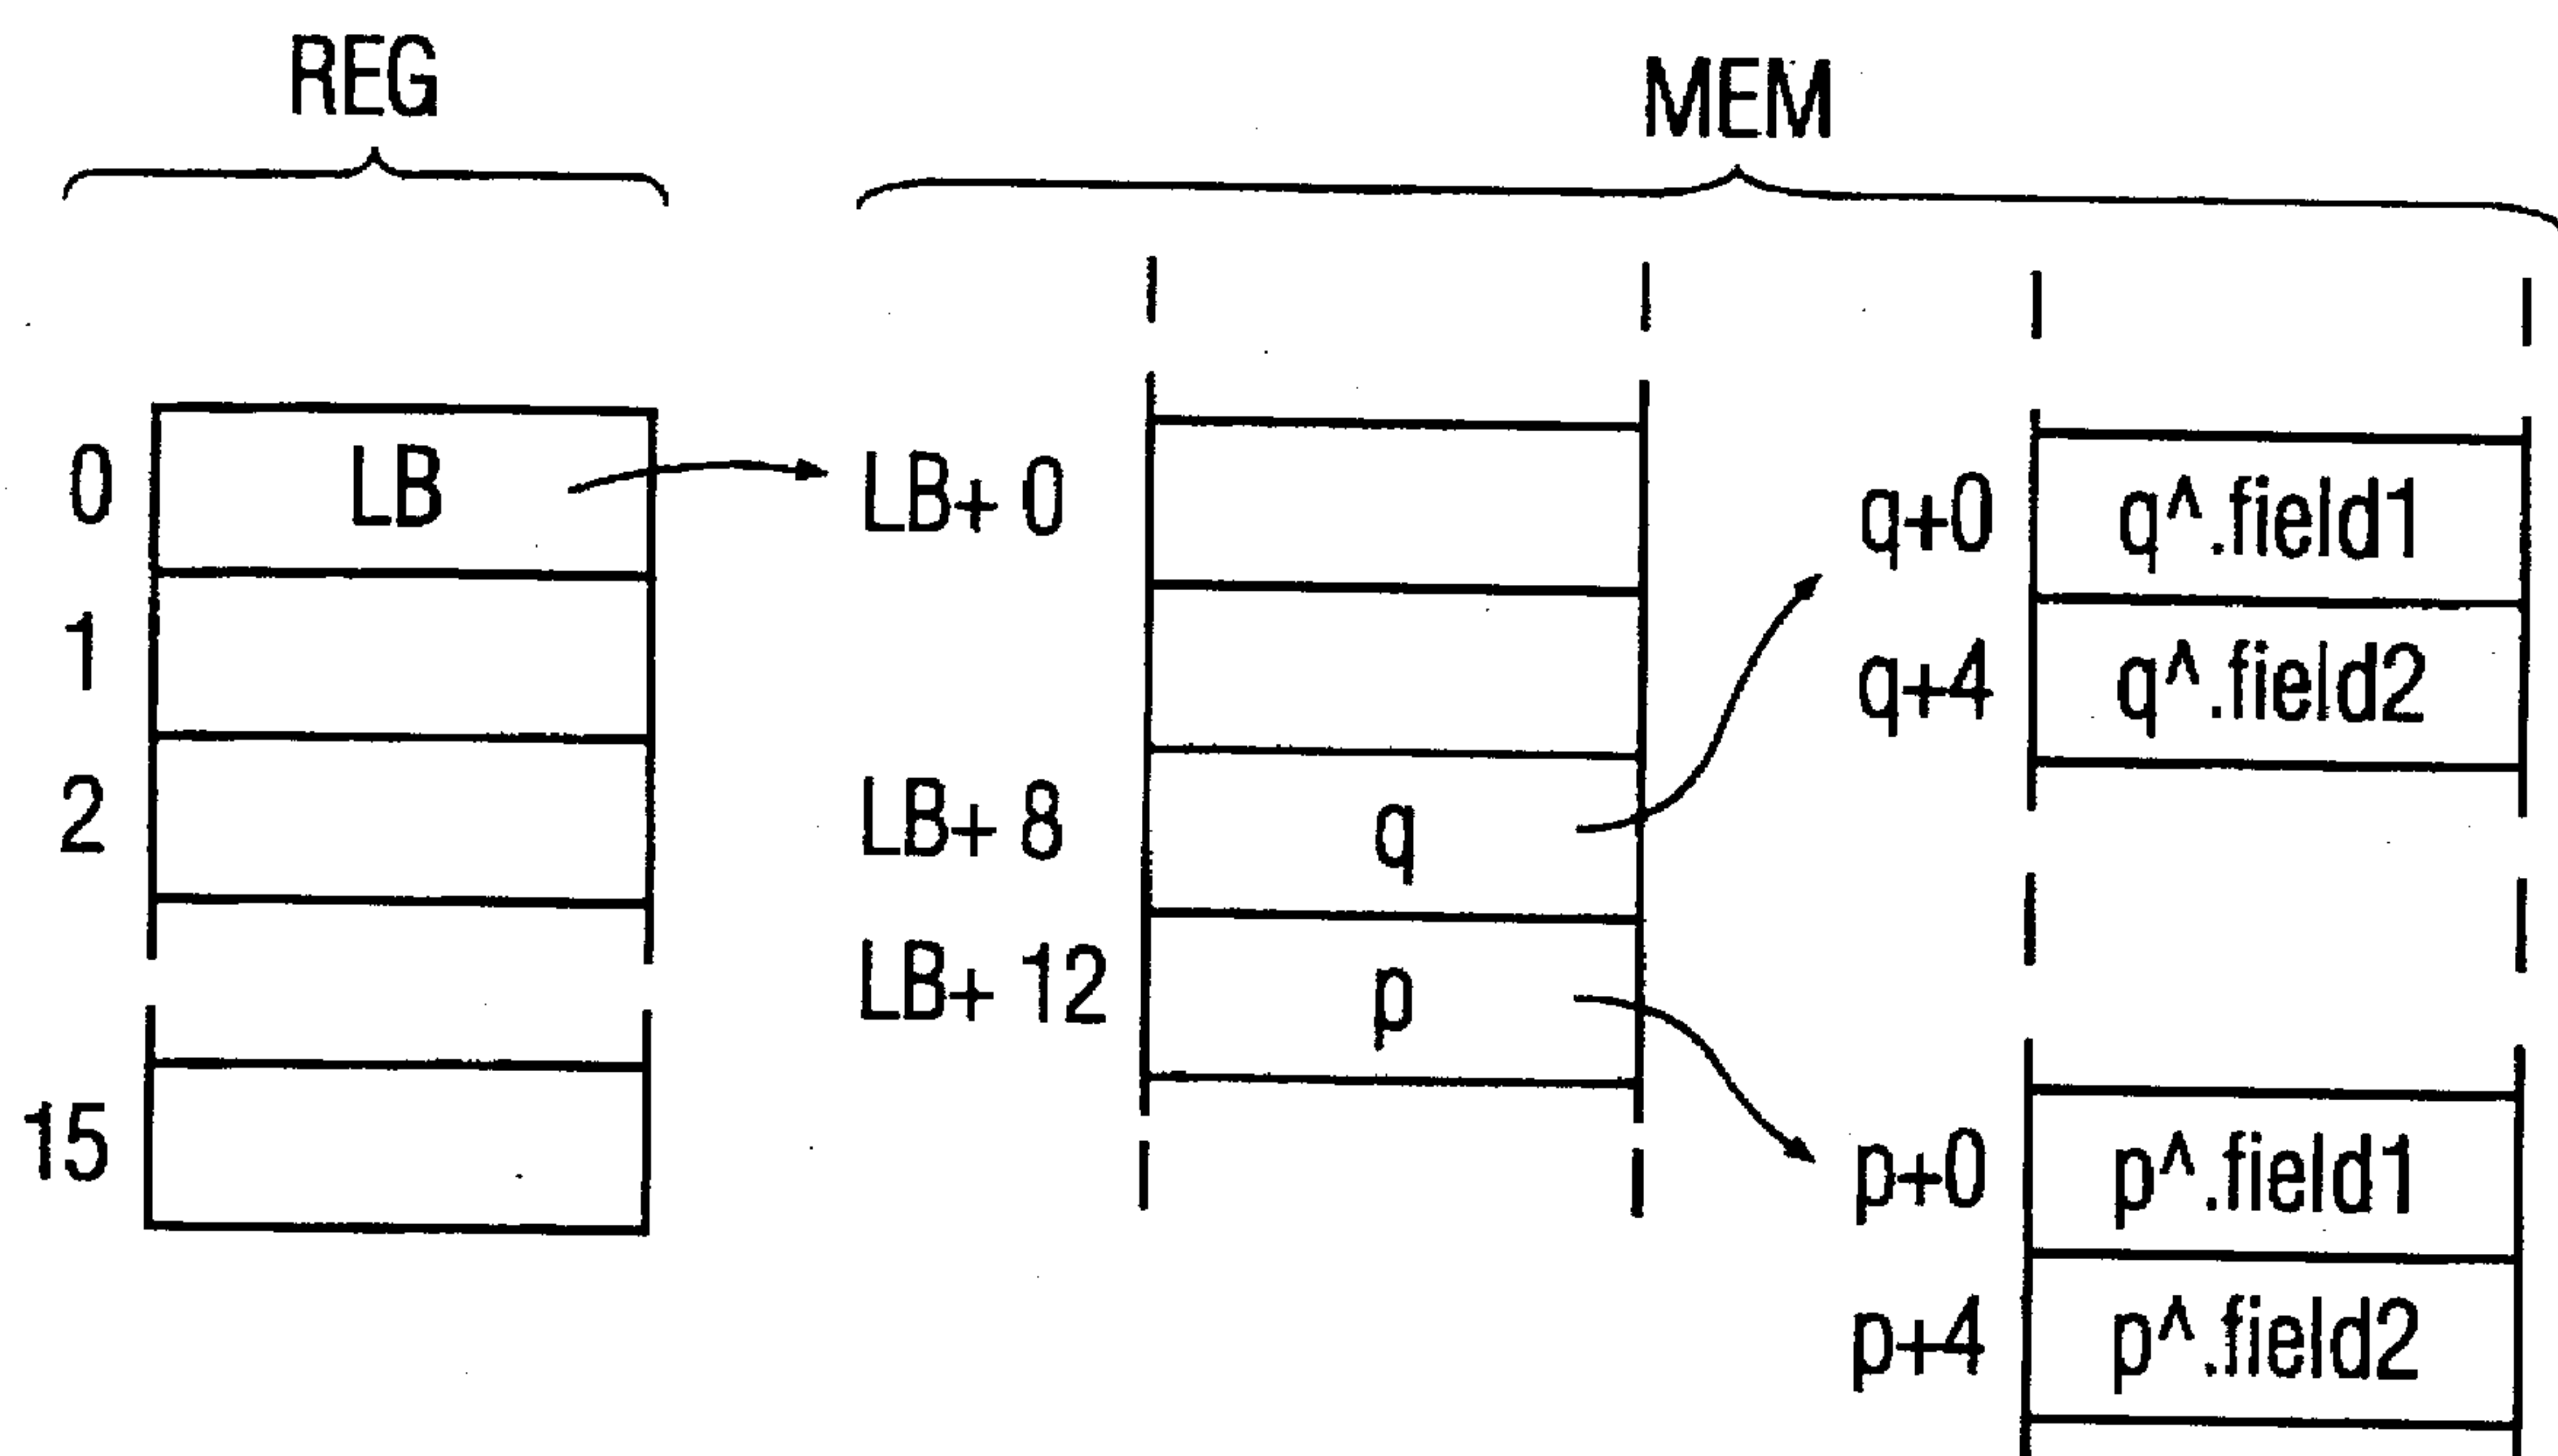 REG
MEM
0 LB
1
2
15
LB+ 0
LB+ 8 q
LB+ 12 p
q+0 q^.field1
q+4 q^.field2
p+0 p^.field1
p+4 p^.field2